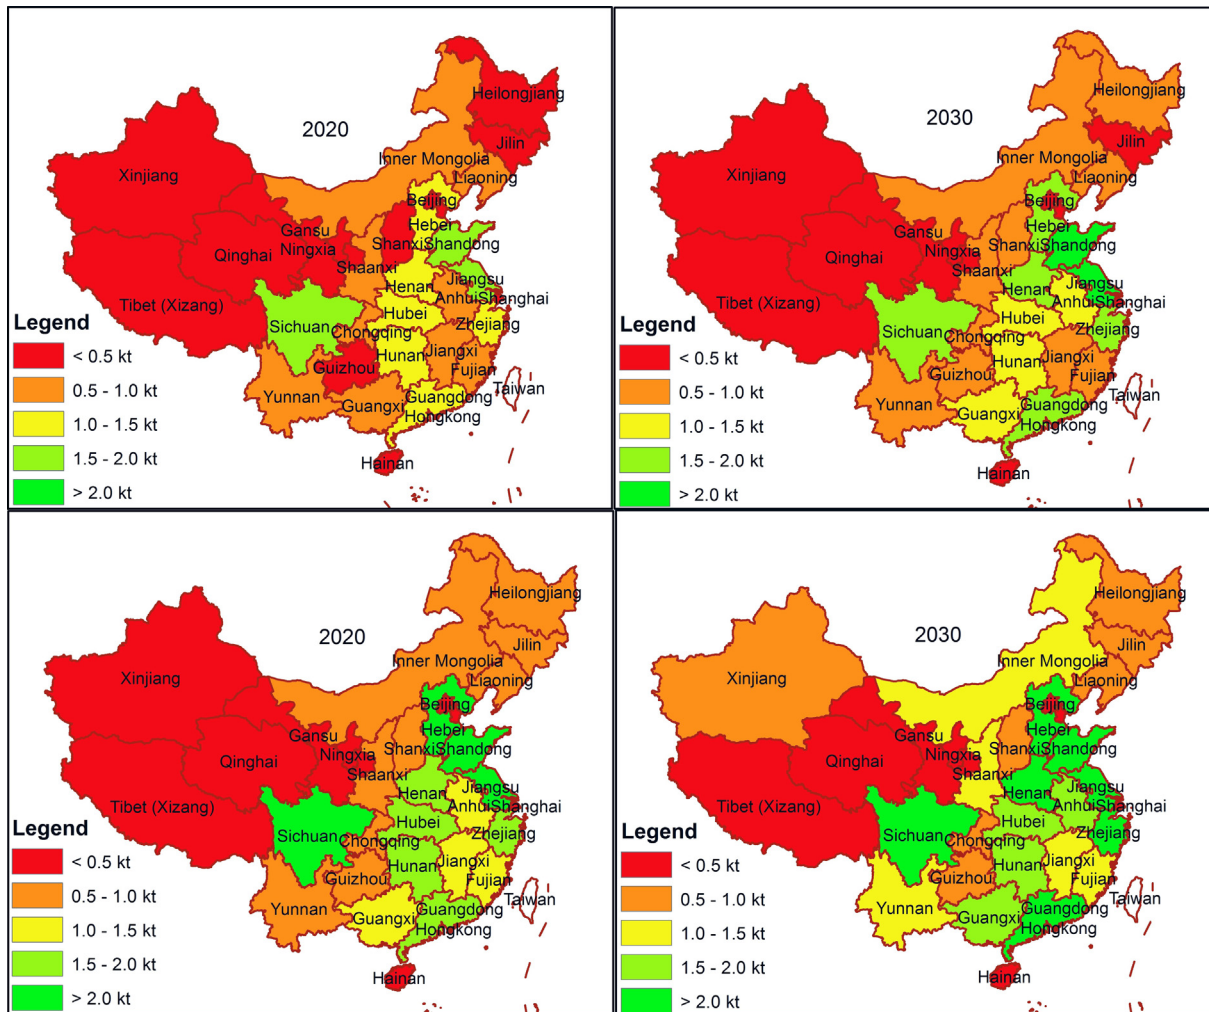 2020
Heilongjiang
Jilin
Inner Mongolia
Liaoning
Xinjiang
Beijing
Gansu
Hebei
Ningxia
Shanxi
Shandong
Qinghai
Shaanxi
Jiangsu
Henan
Anhui
Shanghai
Tibet (Xizang)
Hubei
Sichuan
Chongqing
Zhejiang
Hunan
Jiangxi
Guizhou
Fujian
Yunnan
Guangxi
Guangdong
Taiwan
Hongkong
Hainan
Legend
< 0.5 kt
0.5 - 1.0 kt
1.0 - 1.5 kt
1.5 - 2.0 kt
> 2.0 kt
2030
Heilongjiang
Jilin
Inner Mongolia
Liaoning
Xinjiang
Beijing
Gansu
Hebei
Ningxia
Shanxi
Shandong
Qinghai
Shaanxi
Jiangsu
Henan
Anhui
Shanghai
Tibet (Xizang)
Hubei
Sichuan
Chongqing
Zhejiang
Hunan
Jiangxi
Guizhou
Fujian
Yunnan
Guangxi
Guangdong
Taiwan
Hongkong
Hainan
Legend
< 0.5 kt
0.5 - 1.0 kt
1.0 - 1.5 kt
1.5 - 2.0 kt
> 2.0 kt
2020
Heilongjiang
Jilin
Inner Mongolia
Liaoning
Xinjiang
Beijing
Gansu
Hebei
Ningxia
Shanxi
Shandong
Qinghai
Shaanxi
Jiangsu
Henan
Anhui
Shanghai
Tibet (Xizang)
Hubei
Sichuan
Chongqing
Zhejiang
Hunan
Jiangxi
Guizhou
Fujian
Yunnan
Guangxi
Guangdong
Taiwan
Hongkong
Hainan
Legend
< 0.5 kt
0.5 - 1.0 kt
1.0 - 1.5 kt
1.5 - 2.0 kt
> 2.0 kt
2030
Heilongjiang
Jilin
Inner Mongolia
Liaoning
Xinjiang
Beijing
Gansu
Hebei
Ningxia
Shanxi
Shandong
Qinghai
Shaanxi
Jiangsu
Henan
Anhui
Shanghai
Tibet (Xizang)
Hubei
Sichuan
Chongqing
Zhejiang
Hunan
Jiangxi
Guizhou
Fujian
Yunnan
Guangxi
Guangdong
Taiwan
Hongkong
Hainan
Legend
< 0.5 kt
0.5 - 1.0 kt
1.0 - 1.5 kt
1.5 - 2.0 kt
> 2.0 kt